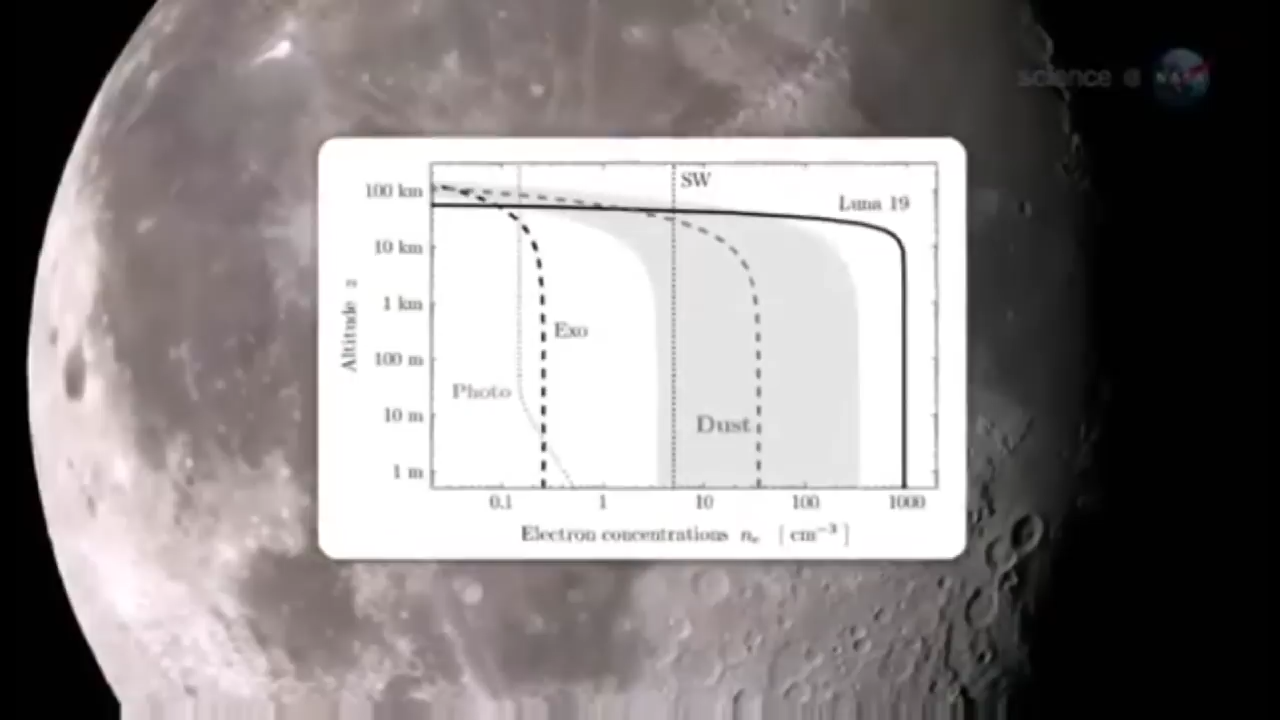 science @
SW
100 km
Luna 19
10 km
1 km
Exo
100 m
Photo
10 m
Dust
1 m
Altitude z
0.1 1 10 100 1000
Electron concentrations nₑ [ cm⁻³ ]